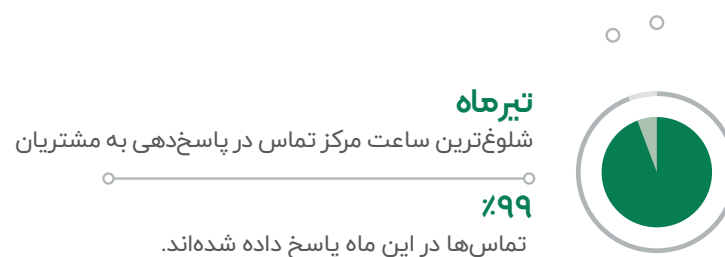 تیرماه
شلوغ‌ترین ساعت مرکز تماس در پاسخ‌دهی به مشتریان
٪۹۹
تماس‌ها در این ماه پاسخ داده شده‌اند.